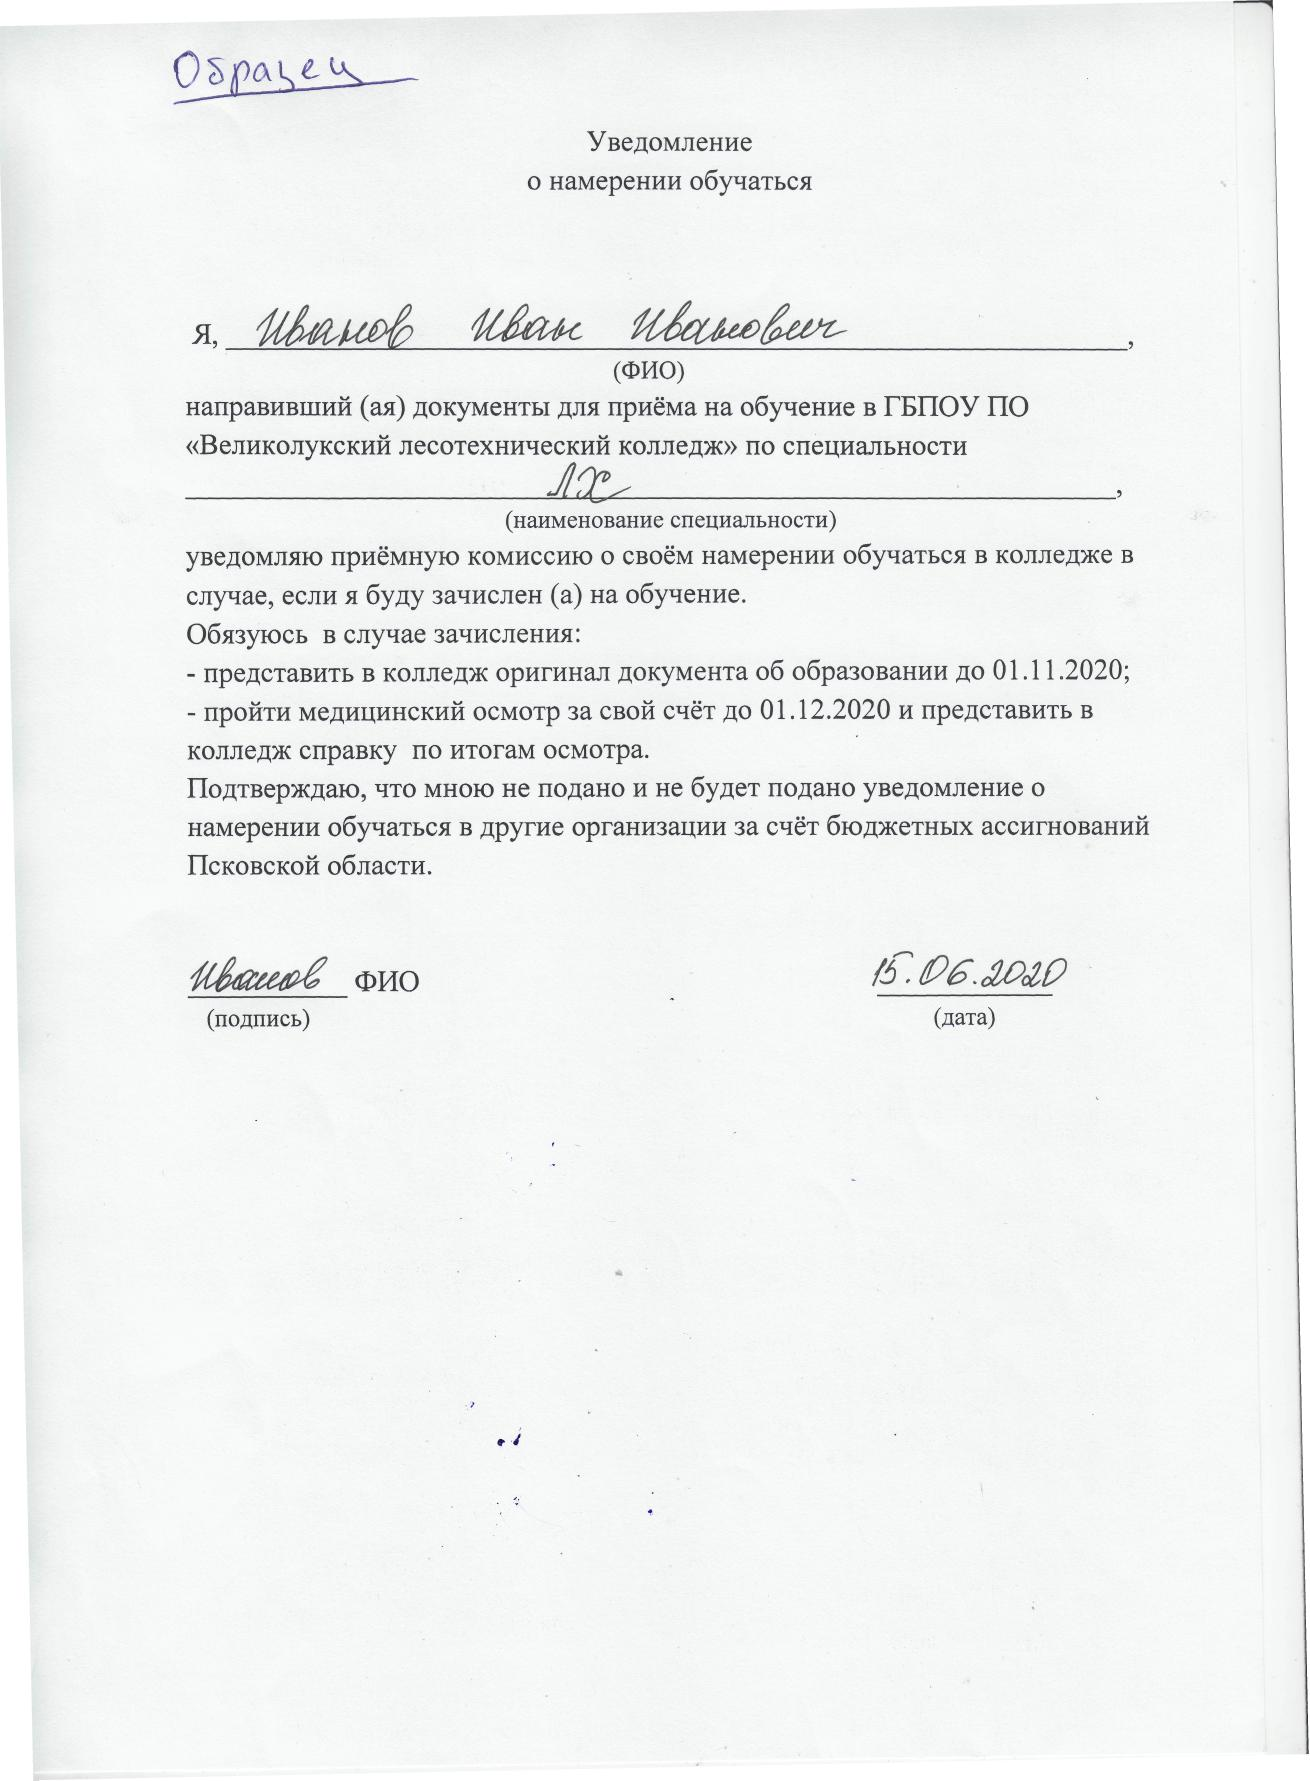 Образец
Уведомление
о намерении обучаться
Я, Иванов Иван Иванович,
(ФИО)
направивший (ая) документы для приёма на обучение в ГБПОУ ПО
«Великолукский лесотехнический колледж» по специальности
ЛХ,
(наименование специальности)
уведомляю приёмную комиссию о своём намерении обучаться в колледже в
случае, если я буду зачислен (а) на обучение.
Обязуюсь в случае зачисления:
- представить в колледж оригинал документа об образовании до 01.11.2020;
- пройти медицинский осмотр за свой счёт до 01.12.2020 и представить в
колледж справку по итогам осмотра.
Подтверждаю, что мною не подано и не будет подано уведомление о
намерении обучаться в другие организации за счёт бюджетных ассигнований
Псковской области.
Иванов ФИО 15.06.2020
(подпись) (дата)